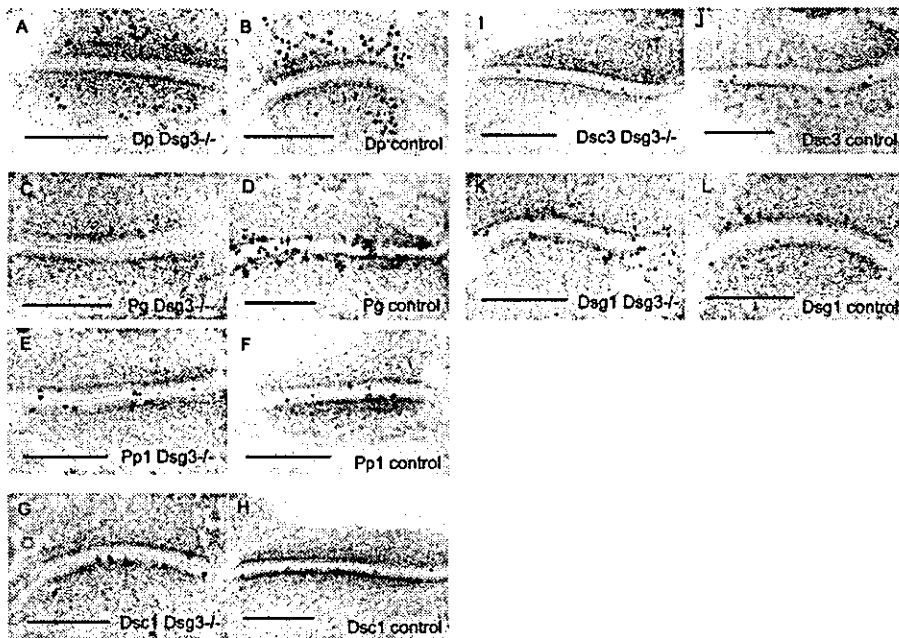 A
Dp Dsg3-/-
B
Dp control
I
Dsc3 Dsg3-/-
J
Dsc3 control
C
Pg Dsg3-/-
D
Pg control
K
Dsg1 Dsg3-/-
L
Dsg1 control
E
Pp1 Dsg3-/-
F
Pp1 control
G
Dsc1 Dsg3-/-
H
Dsc1 control